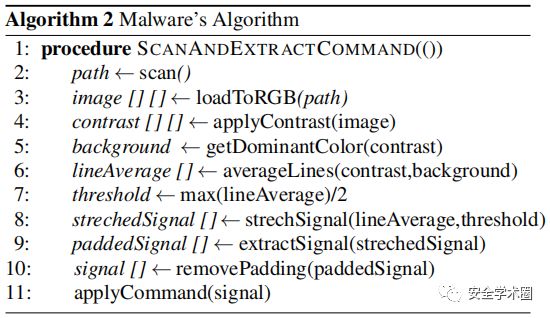 Algorithm 2 Malware's Algorithm
1: procedure SCANANDEXTRACTCOMMAND(())
2: path ← scan()
3: image [] [] ← loadToRGB(path)
4: contrast [] [] ← applyContrast(image)
5: background ← getDominantColor(contrast)
6: lineAverage [] ← averageLines(contrast,background)
7: threshold ← max(lineAverage)/2
8: strechedSignal [] ← strechSignal(lineAverage,threshold)
9: paddedSignal [] ← extractSignal(strechedSignal)
10: signal [] ← removePadding(paddedSignal)
11: applyCommand(signal)
安全学术圈